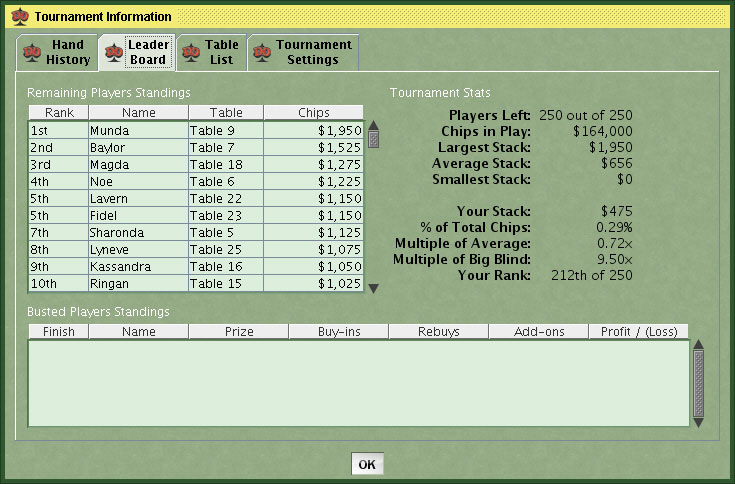 Tournament Information
Hand History
Leader Board
Table List
Tournament Settings
Remaining Players Standings
Rank Name Table Chips
1st Munda Table 9 $1,950
2nd Baylor Table 7 $1,525
3rd Magda Table 18 $1,275
4th Noe Table 6 $1,225
5th Lavern Table 22 $1,150
5th Fidel Table 23 $1,150
7th Sharonda Table 5 $1,125
8th Lyneve Table 25 $1,075
9th Kassandra Table 16 $1,050
10th Ringan Table 15 $1,025
Tournament Stats
Players Left: 250 out of 250
Chips in Play: $164,000
Largest Stack: $1,950
Average Stack: $656
Smallest Stack: $0
Your Stack: $475
% of Total Chips: 0.29%
Multiple of Average: 0.72x
Multiple of Big Blind: 9.50x
Your Rank: 212th of 250
Busted Players Standings
Finish Name Prize Buy-ins Rebuys Add-ons Profit / (Loss)
OK